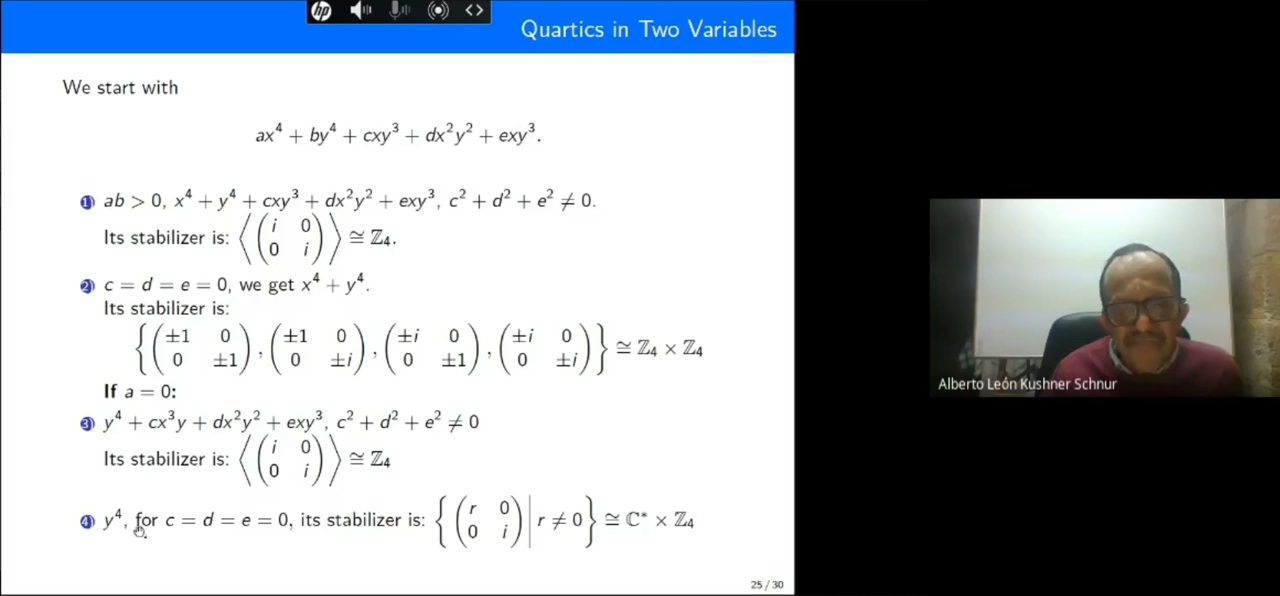 hp
Quartics in Two Variables
We start with
ax⁴ + by⁴ + cxy³ + dx²y² + exy³.
1 ab > 0, x⁴ + y⁴ + cxy³ + dx²y² + exy³, c² + d² + e² ≠ 0.
Its stabilizer is: ⟨(i 0; 0 i)⟩ ≅ ℤ₄.
2 c = d = e = 0, we get x⁴ + y⁴.
Its stabilizer is:
{(±1 0; 0 ±1), (±1 0; 0 ±i), (±i 0; 0 ±1), (±i 0; 0 ±i)} ≅ ℤ₄ × ℤ₄
If a = 0:
3 y⁴ + cx³y + dx²y² + exy³, c² + d² + e² ≠ 0
Its stabilizer is: ⟨(i 0; 0 i)⟩ ≅ ℤ₄
4 y⁴, for c = d = e = 0, its stabilizer is: {(r 0; 0 i) | r ≠ 0} ≅ ℂ* × ℤ₄
25 / 30
Alberto León Kushner Schnur